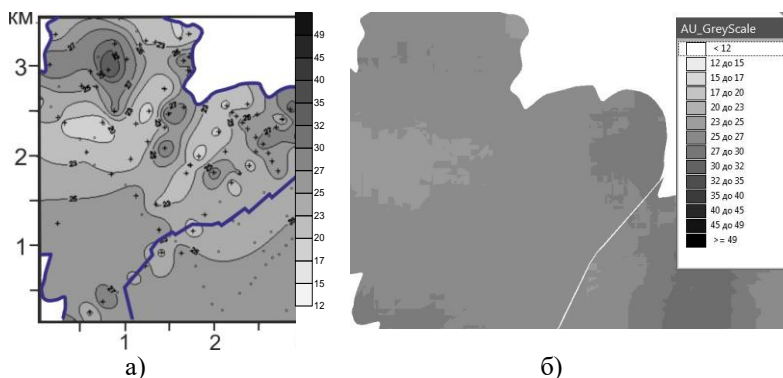 КМ
3
2
1
1
2
49
45
40
35
32
30
27
25
23
20
17
15
12
а)
AU_GreyScale
< 12
12 до 15
15 до 17
17 до 20
20 до 23
23 до 25
25 до 27
27 до 30
30 до 32
32 до 35
35 до 40
40 до 45
45 до 49
>= 49
б)